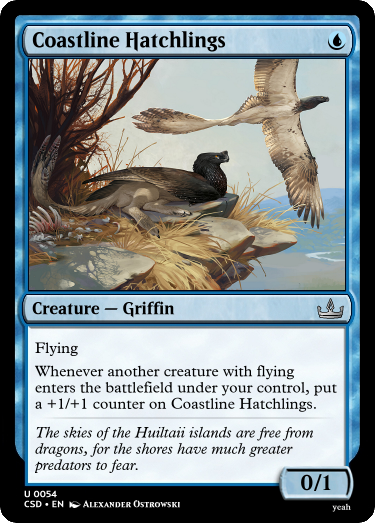 Coastline Hatchlings
Creature — Griffin
Flying
Whenever another creature with flying
enters the battlefield under your control, put
a +1/+1 counter on Coastline Hatchlings.
The skies of the Huiltaii islands are free from
dragons, for the shores have much greater
predators to fear.
0/1
U 0054
CSD • EN Alexander Ostrowski
yeah